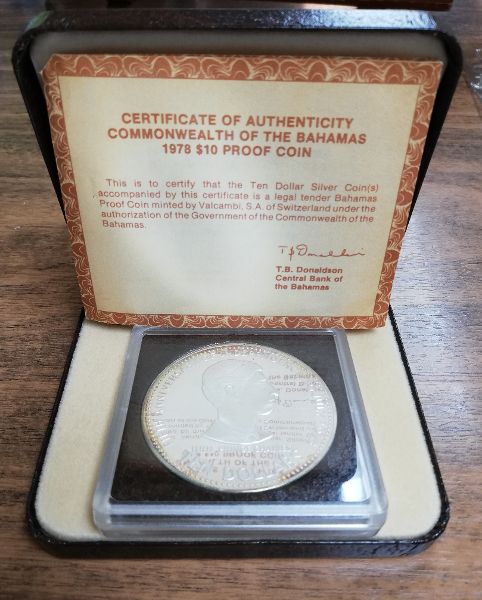 CERTIFICATE OF AUTHENTICITY
COMMONWEALTH OF THE BAHAMAS
1978 $10 PROOF COIN
This is to certify that the Ten Dollar Silver Coin(s)
accompanied by this certificate is a legal tender Bahamas
Proof Coin minted by Valcambi, S.A. of Switzerland under the
authorization of the Government of the Commonwealth of the
Bahamas.
T B Donaldson
T.B. Donaldson
Central Bank of
the Bahamas